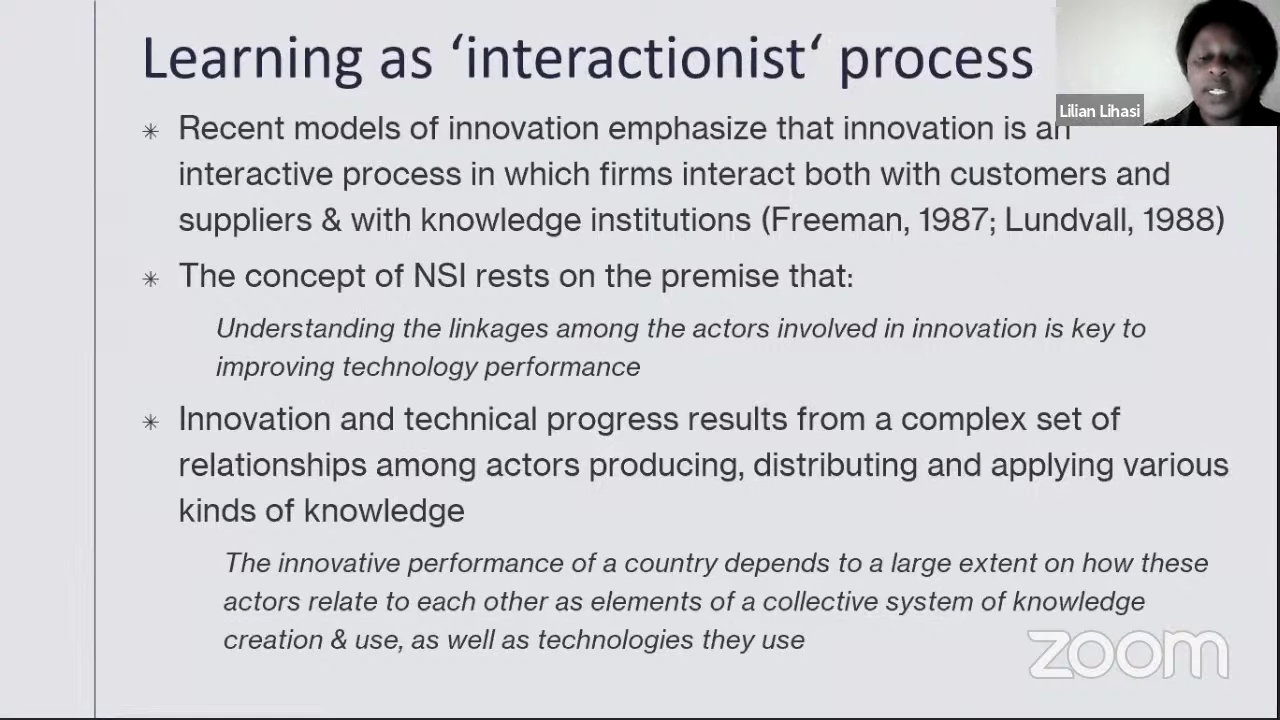 Learning as ‘interactionist‘ process
Lilian Lihasi
✳ Recent models of innovation emphasize that innovation is an
interactive process in which firms interact both with customers and
suppliers & with knowledge institutions (Freeman, 1987; Lundvall, 1988)
✳ The concept of NSI rests on the premise that:
Understanding the linkages among the actors involved in innovation is key to
improving technology performance
✳ Innovation and technical progress results from a complex set of
relationships among actors producing, distributing and applying various
kinds of knowledge
The innovative performance of a country depends to a large extent on how these
actors relate to each other as elements of a collective system of knowledge
creation & use, as well as technologies they use
zoom